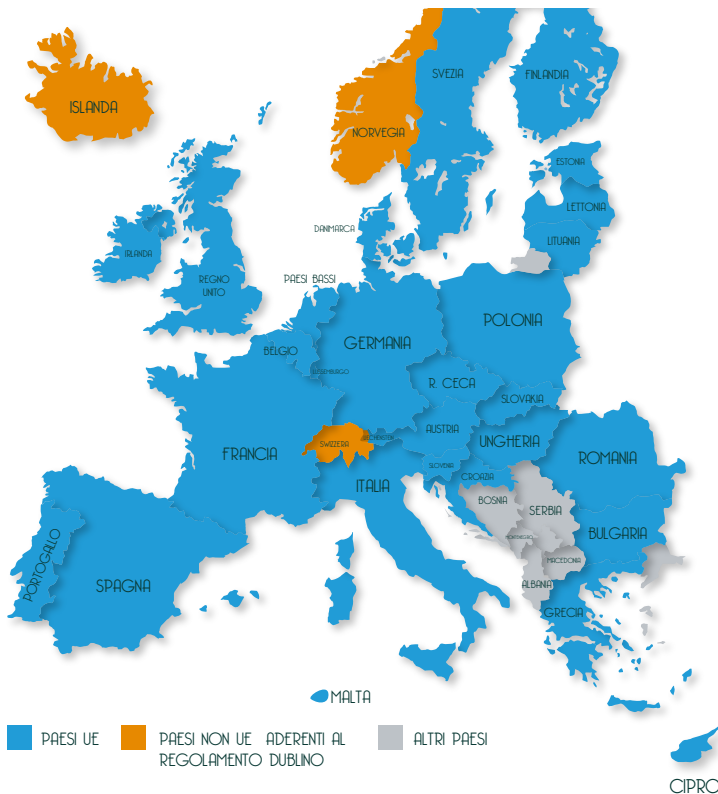 SVEZIA
FINLANDIA
ISLANDA
NORVEGIA
ESTONIA
LETTONIA
DANIMARCA
LITUANIA
IRLANDA
PAESI BASSI
REGNO
UNITO
POLONIA
GERMANIA
BELGIO
LUSSEMBURGO
R. CECA
SLOVAKIA
AUSTRIA
LIECHENSTEIN
SWIZZERA
UNGHERIA
FRANCIA
ROMANIA
SLOVENIA
CROAZIA
ITALIA
BOSNIA
SERBIA
BULGARIA
MONTENEGRO
MACEDONIA
PORTOGALLO
SPAGNA
ALBANIA
GRECIA
MALTA
PAESI UE
PAESI NON UE ADERENTI AL
REGOLAMENTO DUBLINO
ALTRI PAESI
CIPRO